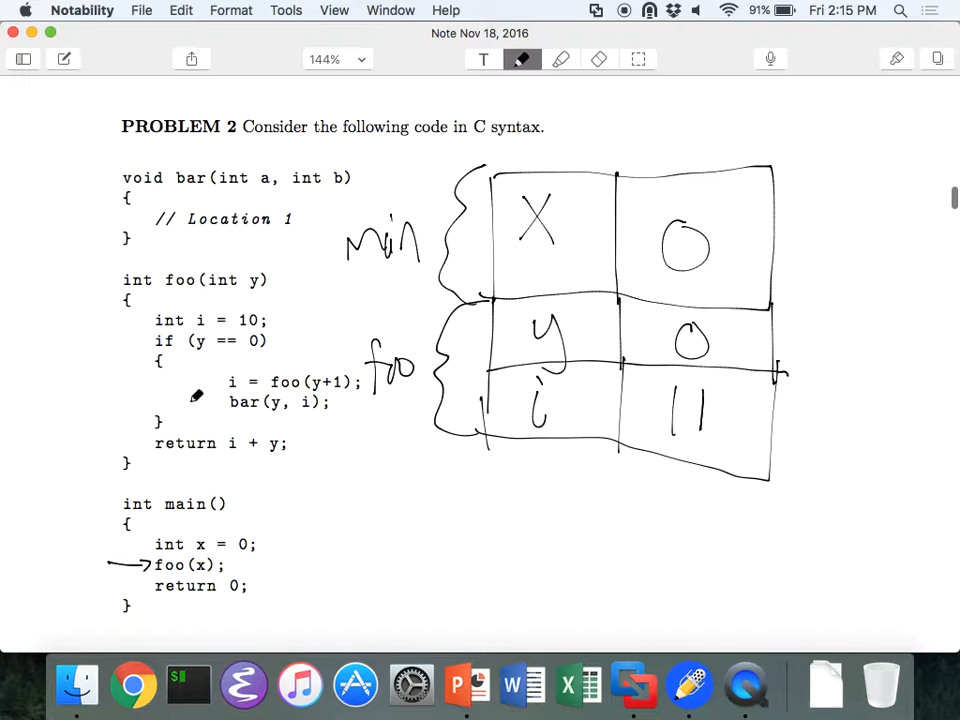 Notability File Edit Format Tools View Window Help 91% Fri 2:15 PM
Note Nov 18, 2016
144% T
PROBLEM 2 Consider the following code in C syntax.
void bar(int a, int b)
{
// Location 1
}
int foo(int y)
{
int i = 10;
if (y == 0)
{
i = foo(y+1);
bar(y, i);
}
return i + y;
}
int main()
{
int x = 0;
foo(x);
return 0;
}
min
X 0
foo
y 0
i 11
$
P W X